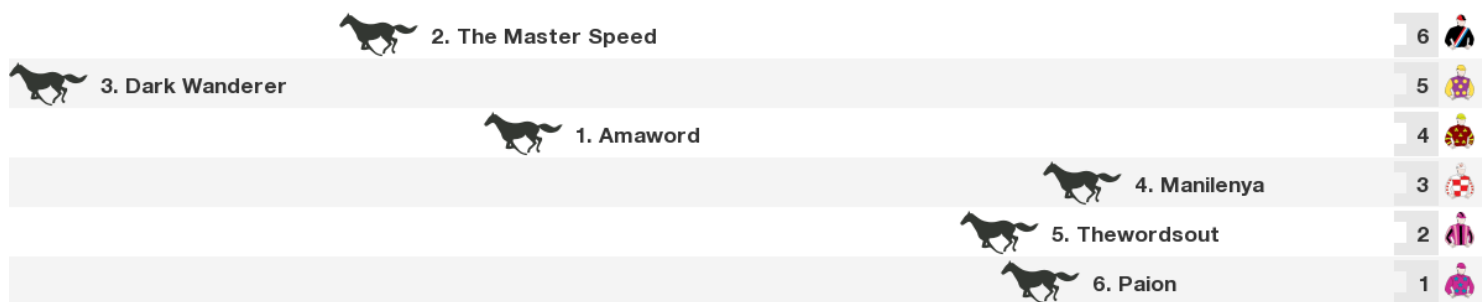 2. The Master Speed 6
3. Dark Wanderer 5
1. Amaword 4
4. Manilenya 3
5. Thewordsout 2
6. Paion 1